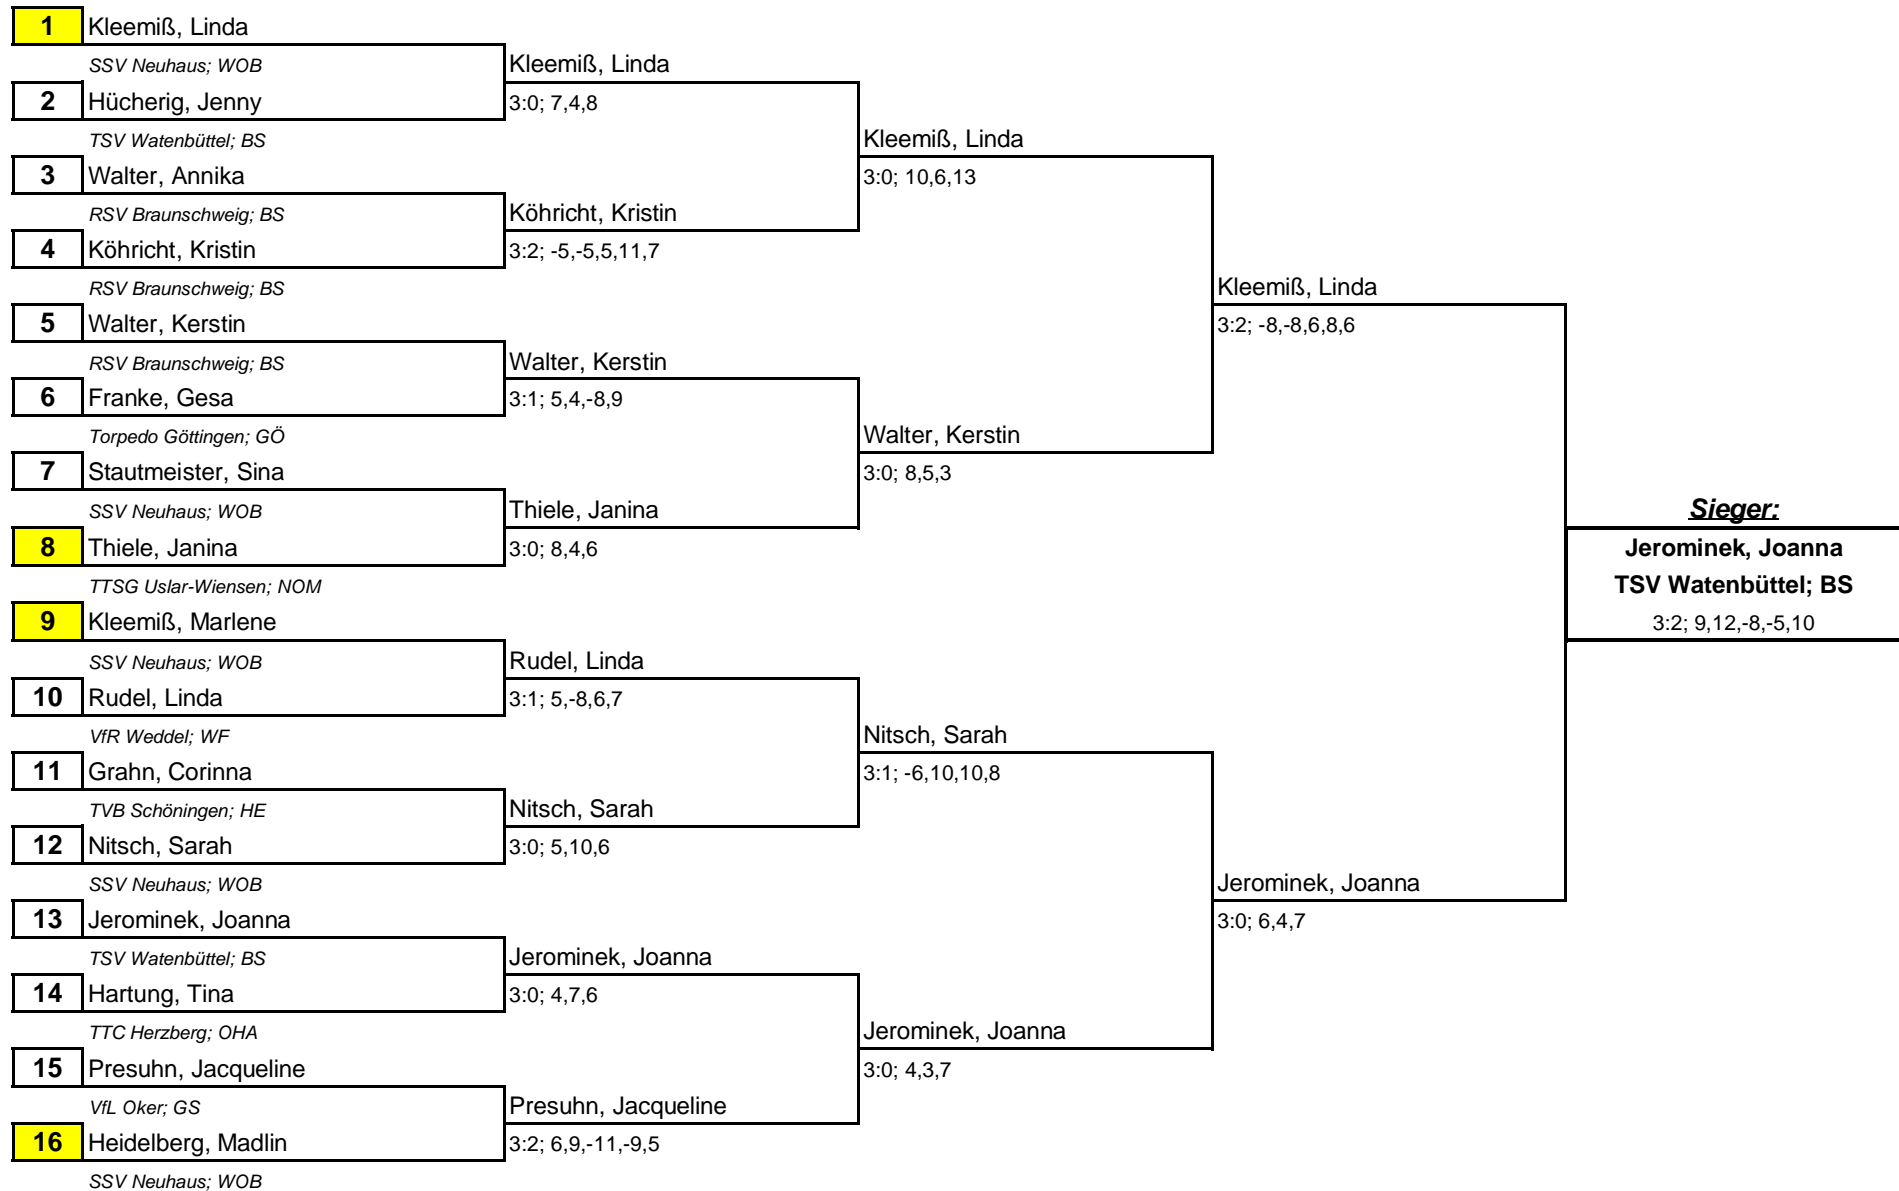 1 Kleemiß, Linda
SSV Neuhaus; WOB
Kleemiß, Linda
2 Hücherig, Jenny
3:0; 7,4,8
TSV Watenbüttel; BS
Kleemiß, Linda
3 Walter, Annika
3:0; 10,6,13
RSV Braunschweig; BS
Köhricht, Kristin
4 Köhricht, Kristin
3:2; -5,-5,5,11,7
RSV Braunschweig; BS
Kleemiß, Linda
5 Walter, Kerstin
3:2; -8,-8,6,8,6
RSV Braunschweig; BS
Walter, Kerstin
6 Franke, Gesa
3:1; 5,4,-8,9
Torpedo Göttingen; GÖ
Walter, Kerstin
7 Stautmeister, Sina
3:0; 8,5,3
SSV Neuhaus; WOB
Thiele, Janina
Sieger:
8 Thiele, Janina
3:0; 8,4,6
Jerominek, Joanna
TTSG Uslar-Wiensen; NOM
TSV Watenbüttel; BS
9 Kleemiß, Marlene
3:2; 9,12,-8,-5,10
SSV Neuhaus; WOB
Rudel, Linda
10 Rudel, Linda
3:1; 5,-8,6,7
VfR Weddel; WF
Nitsch, Sarah
11 Grahn, Corinna
3:1; -6,10,10,8
TVB Schöningen; HE
Nitsch, Sarah
12 Nitsch, Sarah
3:0; 5,10,6
SSV Neuhaus; WOB
Jerominek, Joanna
13 Jerominek, Joanna
3:0; 6,4,7
TSV Watenbüttel; BS
Jerominek, Joanna
14 Hartung, Tina
3:0; 4,7,6
TTC Herzberg; OHA
Jerominek, Joanna
15 Presuhn, Jacqueline
3:0; 4,3,7
VfL Oker; GS
Presuhn, Jacqueline
16 Heidelberg, Madlin
3:2; 6,9,-11,-9,5
SSV Neuhaus; WOB